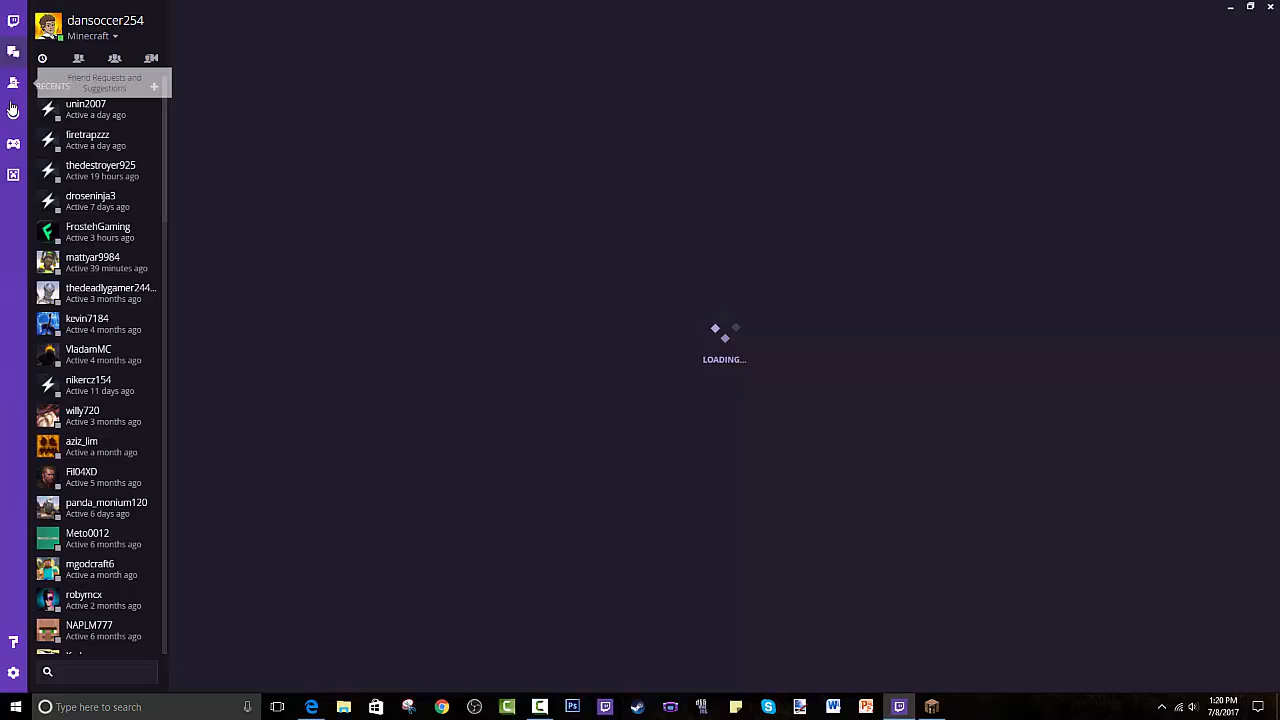 dansoccer254
Minecraft
Friend Requests and
Suggestions
RECENTS
unin2007
Active a day ago
firetrapzzz
Active a day ago
thedestroyer925
Active 19 hours ago
droseninja3
Active 7 days ago
FrostehGaming
Active 3 hours ago
mattyar9984
Active 39 minutes ago
thedeadlygamer244...
Active 3 months ago
kevin7184
Active 4 months ago
VladamMC
Active 4 months ago
nikercz154
Active 11 days ago
willy720
Active 3 months ago
aziz_lim
Active a month ago
Fil04XD
Active 5 months ago
panda_monium120
Active 6 days ago
Meto0012
Active 6 months ago
mgodcraft6
Active a month ago
robymcx
Active 2 months ago
NAPLM777
Active 6 months ago
LOADING...
Type here to search
1:20 PM
7/8/2017